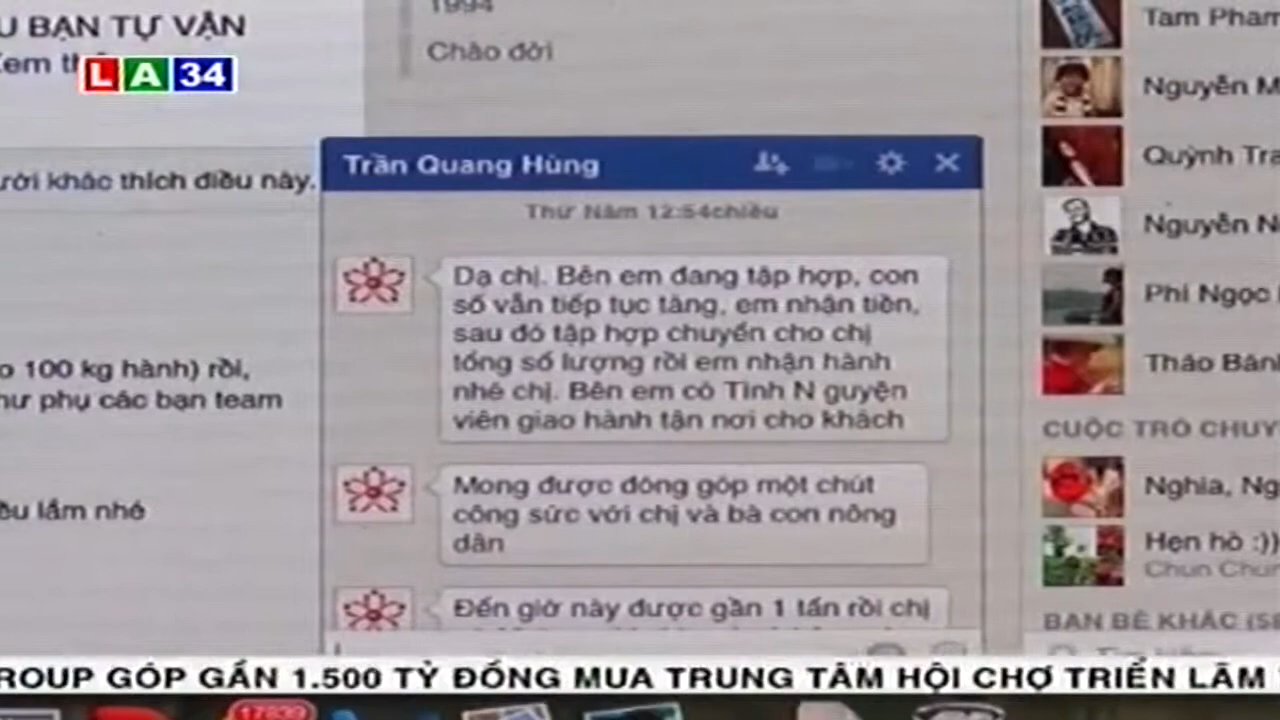 U BẠN TỰ VẬN
LA34
1994
Chào đời
ười khác thích điều này.
o 100 kg hành) rồi,
hư phụ các bạn team
ều lắm nhé
Trần Quang Hùng
Thứ Năm 12:54chiều
Dạ chị. Bên em đang tập hợp, con
số vẫn tiếp tục tăng, em nhận tiền,
sau đó tập hợp chuyển cho chị
tổng số lượng rồi em nhận hành
nhé chị. Bên em có Tình N guyện
viên giao hành tận nơi cho khách
Mong được đóng góp một chút
công sức với chị và bà con nông
dân
Đến giờ này được gần 1 tấn rồi chị
Tam Pham
Nguyễn M
Quỳnh Tra
Nguyễn N
Phi Ngọc
Thảo Bánh
CUỘC TRÒ CHUY
Nghia, Ng
Hẹn hò :))
Chun Chun
BẠN BÈ KHÁC (5
ROUP GÓP GẦN 1.500 TỶ ĐỒNG MUA TRUNG TÂM HỘI CHỢ TRIỂN LÃM